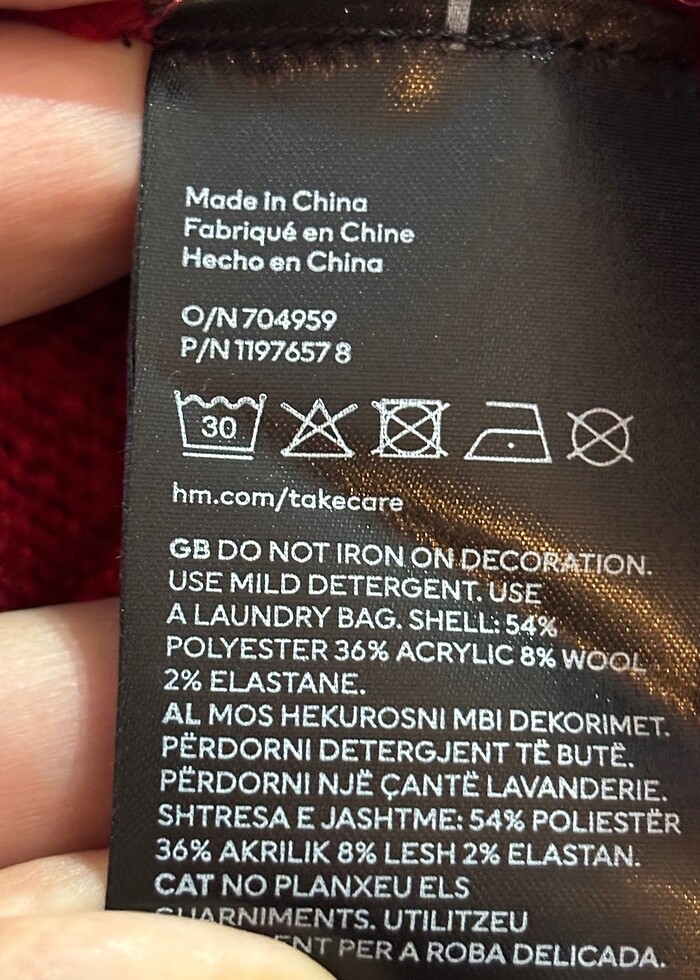 Made in China
Fabriqué en Chine
Hecho en China
O/N 704959
P/N 11976578
30
hm.com/takecare
GB DO NOT IRON ON DECORATION.
USE MILD DETERGENT. USE
A LAUNDRY BAG. SHELL: 54%
POLYESTER 36% ACRYLIC 8% WOOL
2% ELASTANE.
AL MOS HEKUROSNI MBI DEKORIMET.
PËRDORNI DETERGJENT TË BUTË.
PËRDORNI NJË ÇANTË LAVANDERIE.
SHTRESA E JASHTME: 54% POLIESTËR
36% AKRILIK 8% LESH 2% ELASTAN.
CAT NO PLANXEU ELS
GUARNIMENTS. UTILITZEU
PER A ROBA DELICADA.